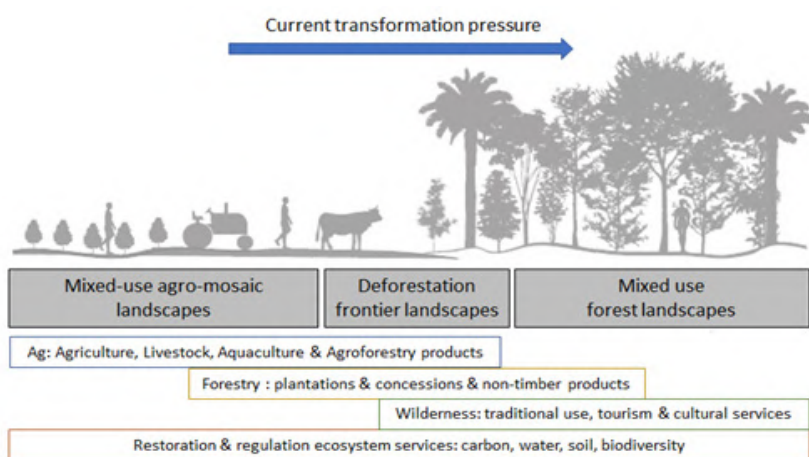 Current transformation pressure
Mixed-use agro-mosaic
landscapes
Deforestation
frontier landscapes
Mixed use
forest landscapes
Ag: Agriculture, Livestock, Aquaculture & Agroforestry products
Forestry : plantations & concessions & non-timber products
Wilderness: traditional use, tourism & cultural services
Restoration & regulation ecosystem services: carbon, water, soil, biodiversity